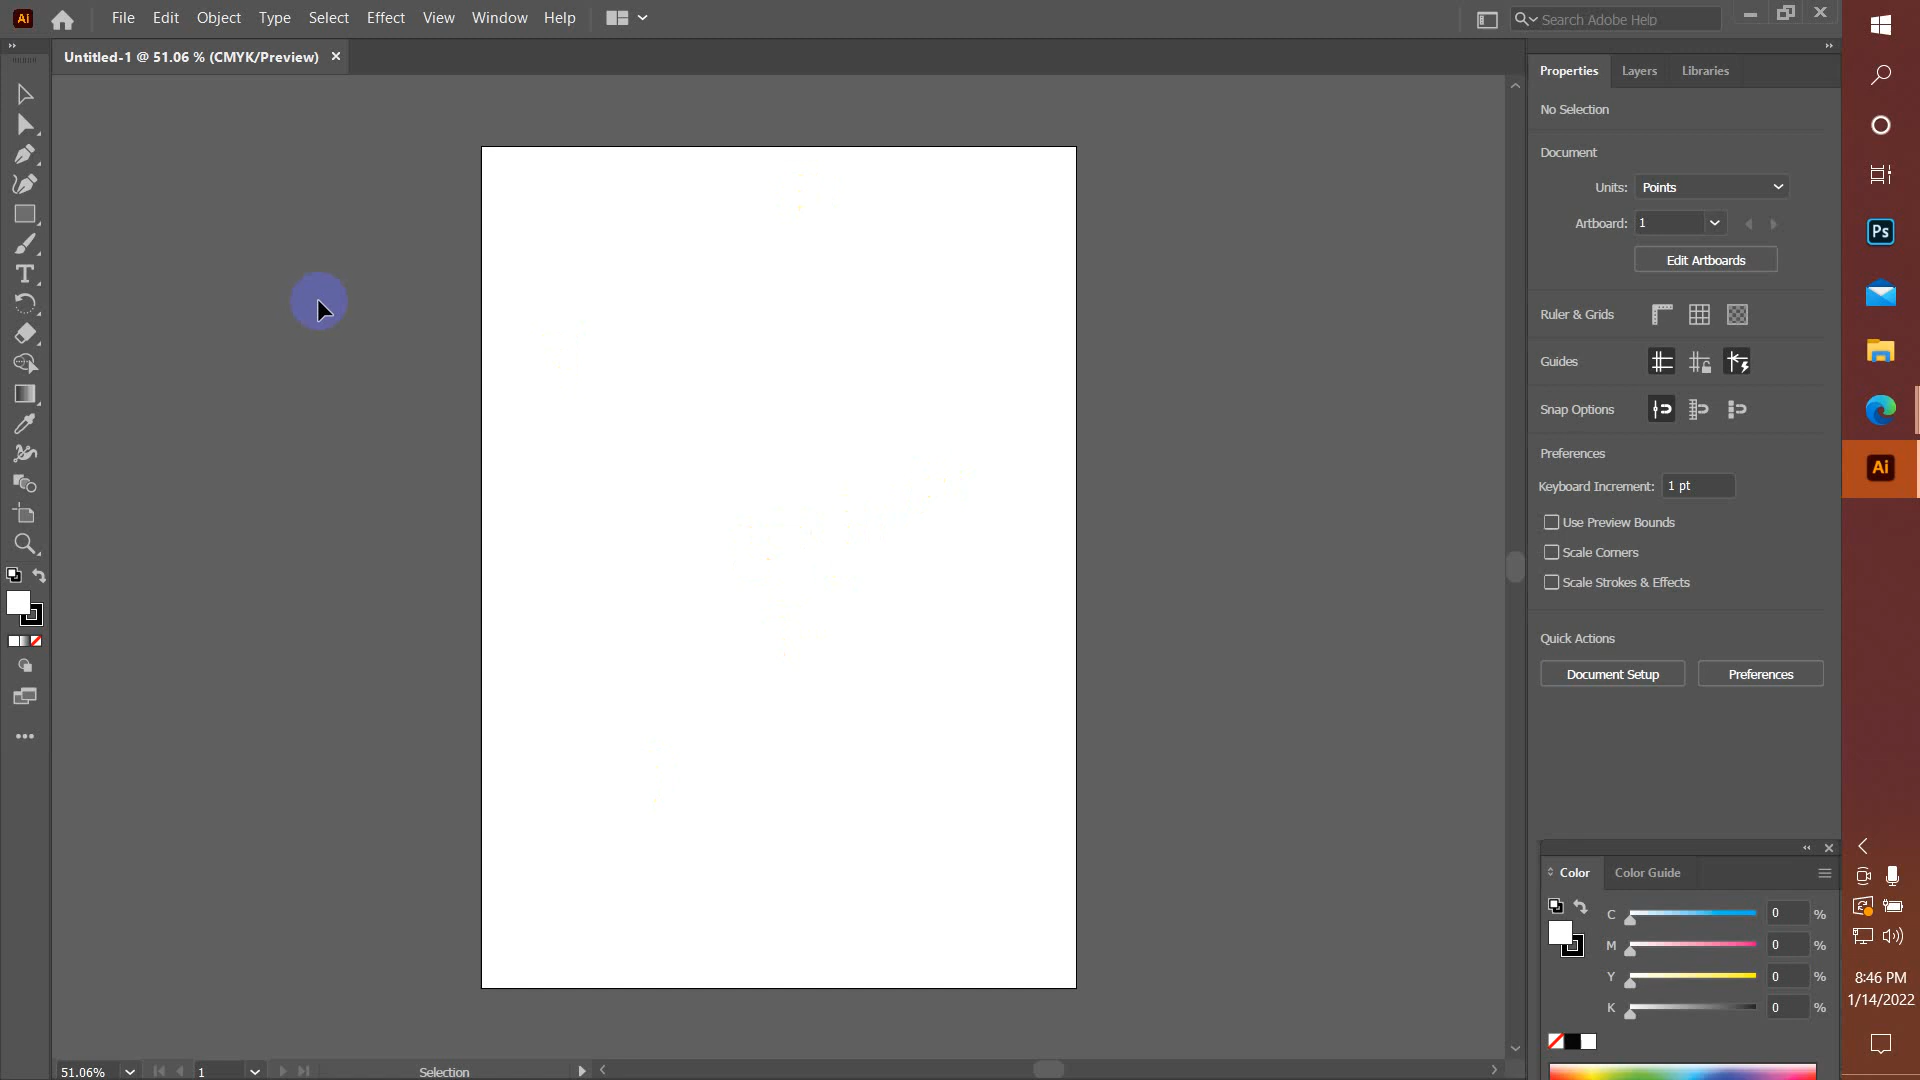 Ai File Edit Object Type Select Effect View Window Help Search Adobe Help
Untitled-1 @ 51.06 % (CMYK/Preview)
Properties Layers Libraries
No Selection
Document
Units: Points
Artboard: 1
Edit Artboards
Ruler & Grids
Guides
Snap Options
Preferences
Keyboard Increment: 1 pt
Use Preview Bounds
Scale Corners
Scale Strokes & Effects
Quick Actions
Document Setup Preferences
Color Color Guide
C 0 %
M 0 %
Y 0 %
K 0 %
51.06% 1 Selection
Ps
Ai
8:46 PM
1/14/2022